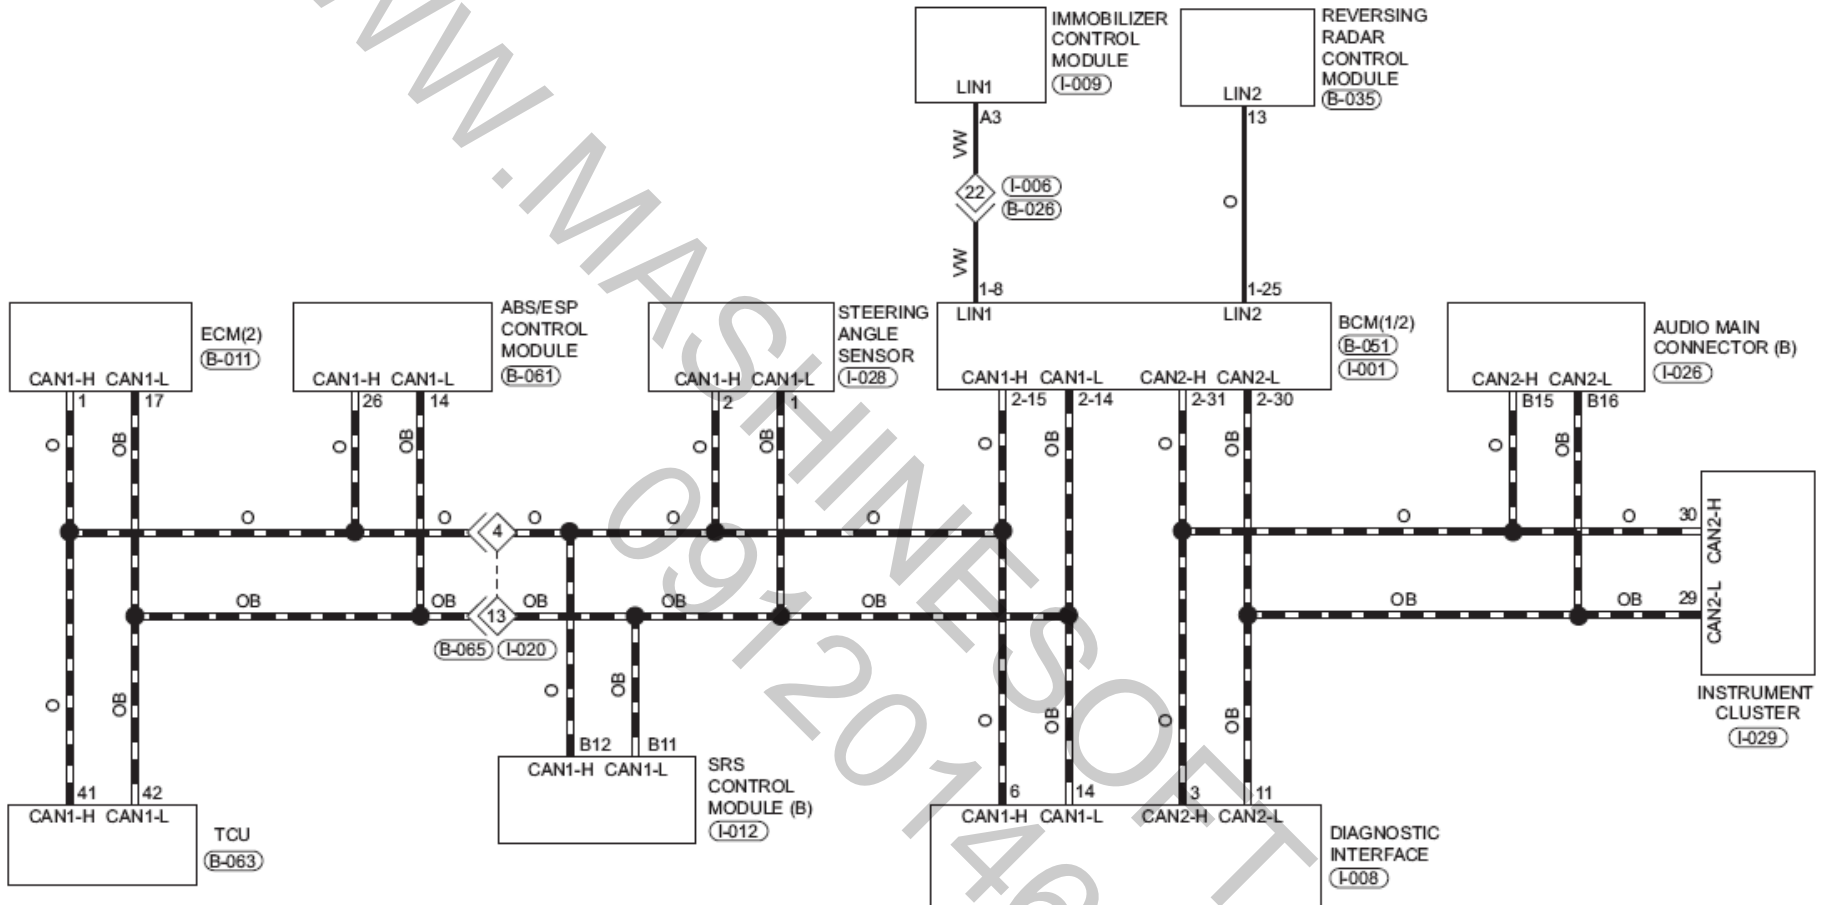 WWW.MASHINESOFT
IMMOBILIZER
CONTROL
MODULE
I-009
LIN1
A3
VW
22
I-006
B-026
VW
1-8
REVERSING
RADAR
CONTROL
MODULE
B-035
LIN2
13
O
1-25
ECM(2)
B-011
CAN1-H CAN1-L
1 17
O OB
ABS/ESP
CONTROL
MODULE
B-061
CAN1-H CAN1-L
26 14
O OB
STEERING
ANGLE
SENSOR
I-028
CAN1-H CAN1-L
2 1
O OB
LIN1 LIN2
BCM(1/2)
B-051
I-001
CAN1-H CAN1-L CAN2-H CAN2-L
2-15 2-14 2-31 2-30
O OB O OB
AUDIO MAIN
CONNECTOR (B)
I-026
CAN2-H CAN2-L
B15 B16
O OB
O O 4 O O O O O
30 CAN2-H
OB OB 13 OB OB OB OB OB
29 CAN2-L
B-065 I-020
INSTRUMENT
CLUSTER
I-029
O OB O OB O OB O OB
B12 B11
CAN1-H CAN1-L
SRS
CONTROL
MODULE (B)
I-012
41 42
CAN1-H CAN1-L
TCU
B-063
6 14 3 11
CAN1-H CAN1-L CAN2-H CAN2-L
DIAGNOSTIC
INTERFACE
I-008
09120146